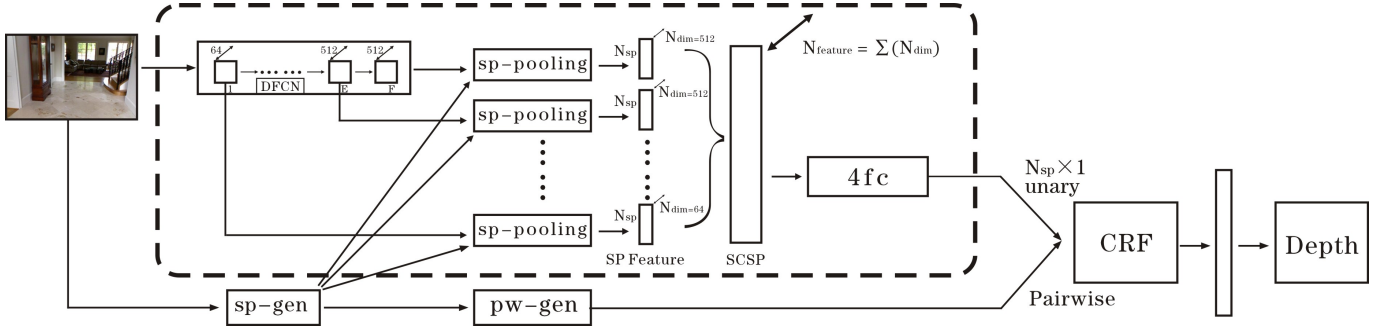 64
512
512
1
DFCN
E
F
sp-pooling
Nsp
Ndim=512
sp-pooling
Nsp
Ndim=512
sp-pooling
Nsp
Ndim=64
SP Feature
SCSP
Nfeature = Σ(Ndim)
4fc
Nsp×1
unary
sp-gen
pw-gen
Pairwise
CRF
Depth